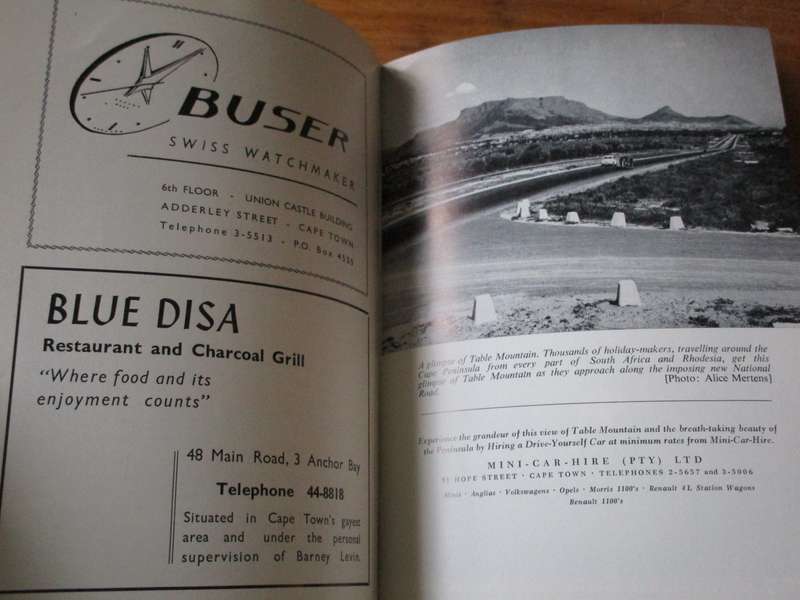 BUSER
SWISS WATCHMAKER
6th FLOOR - UNION CASTLE BUILDING
ADDERLEY STREET - CAPE TOWN
Telephone 3-5513 - P.O. Box 4535
BLUE DISA
Restaurant and Charcoal Grill
"Where food and its
enjoyment counts"
48 Main Road, 3 Anchor Bay
Telephone 44-8818
Situated in Cape Town's gayest
area and under the personal
supervision of Barney Levin.
A glimpse of Table Mountain. Thousands of holiday-makers, travelling around the
Cape Peninsula from every part of South Africa and Rhodesia, get this
glimpse of Table Mountain as they approach along the imposing new National
Road. [Photo: Alice Mertens]
Experience the grandeur of this view of Table Mountain and the breath-taking beauty of
the Peninsula by Hiring a Drive-Yourself Car at minimum rates from Mini-Car-Hire.
MINI-CAR-HIRE (PTY) LTD
HOPE STREET · CAPE TOWN · TELEPHONES 2-5657 and 3-5006
Minis · Anglias · Volkswagens · Opels · Morris 1100's · Renault 4L Station Wagons
Renault 1100's